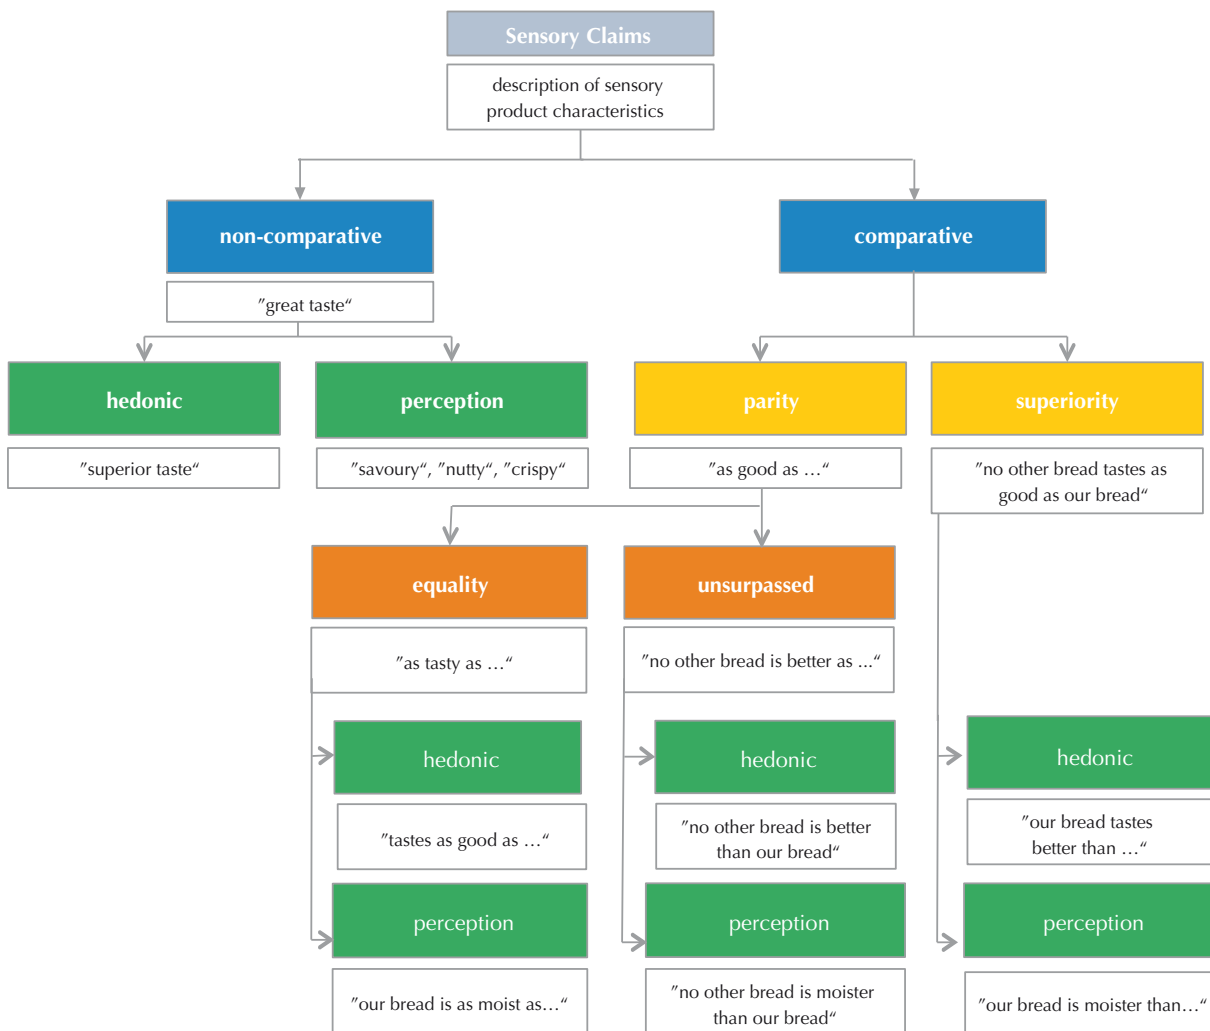 Sensory Claims
description of sensory
product characteristics
non-comparative
comparative
”great taste“
hedonic
perception
parity
superiority
”superior taste“
”savoury“, ”nutty“, ”crispy“
”as good as …“
”no other bread tastes as
good as our bread“
equality
unsurpassed
”as tasty as …“
”no other bread is better as ...“
hedonic
hedonic
hedonic
”tastes as good as …“
”no other bread is better
than our bread“
”our bread tastes
better than …“
perception
perception
perception
”our bread is as moist as…“
”no other bread is moister
than our bread“
”our bread is moister than…“